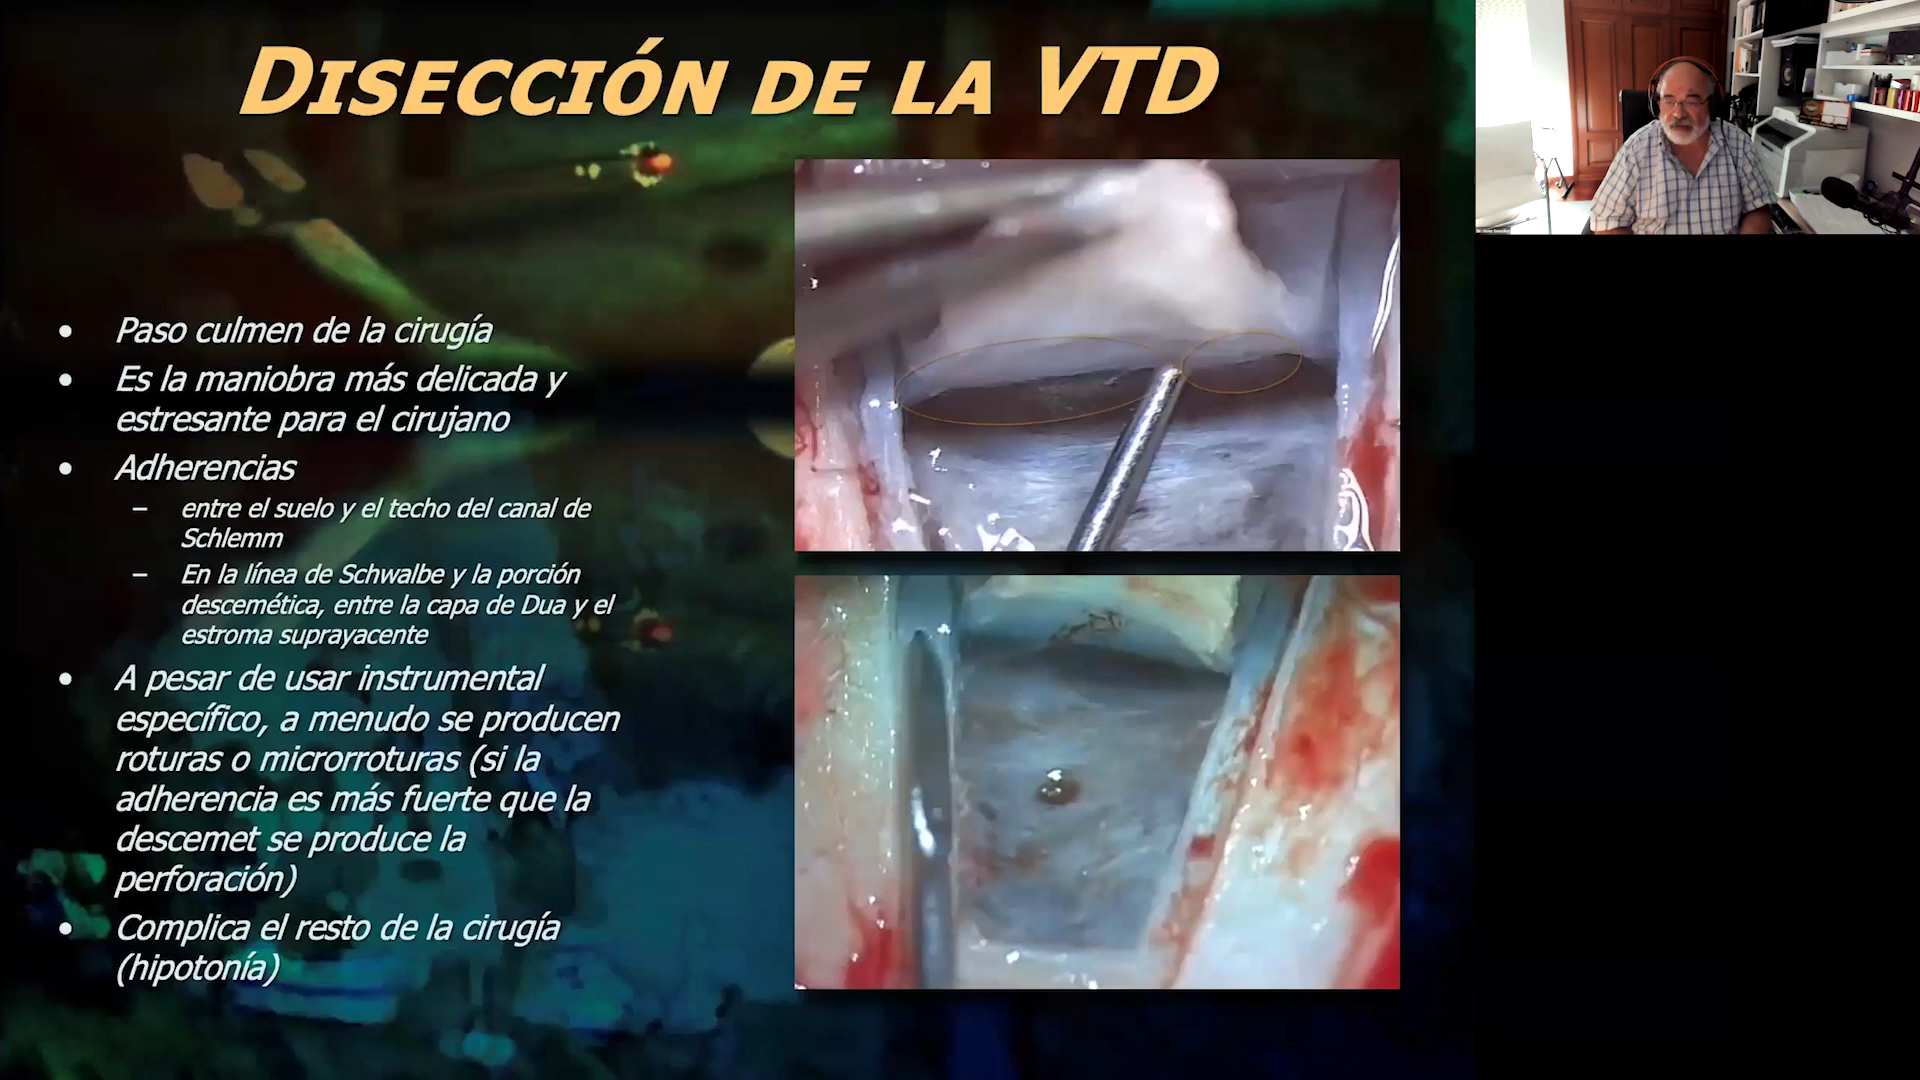 DISECCIÓN DE LA VTD
• Paso culmen de la cirugía
• Es la maniobra más delicada y
estresante para el cirujano
• Adherencias
– entre el suelo y el techo del canal de
Schlemm
– En la línea de Schwalbe y la porción
descemética, entre la capa de Dua y el
estroma suprayacente
• A pesar de usar instrumental
específico, a menudo se producen
roturas o microrroturas (si la
adherencia es más fuerte que la
descemet se produce la
perforación)
• Complica el resto de la cirugía
(hipotonía)